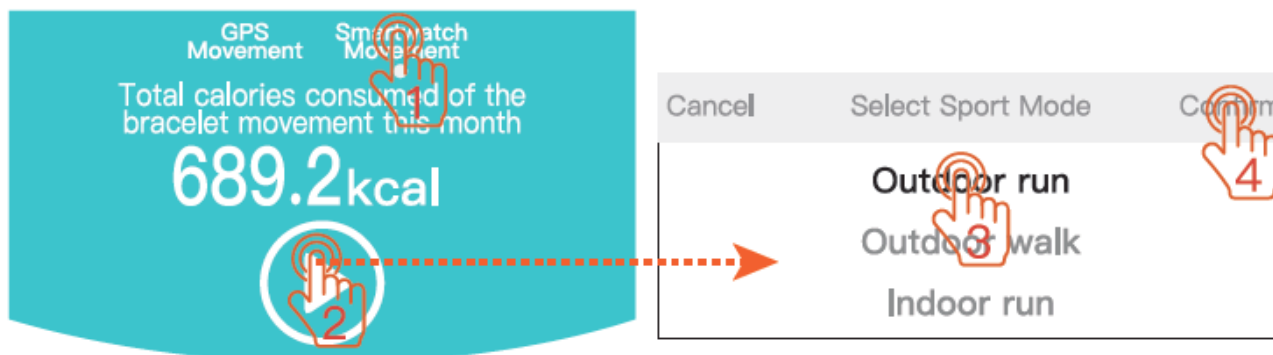 GPS Smartwatch
Movement Movement
1
Total calories consumed of the
bracelet movement this month
689.2kcal
2
Cancel Select Sport Mode Confirm
4
Outdoor run
3
Outdoor walk
Indoor run